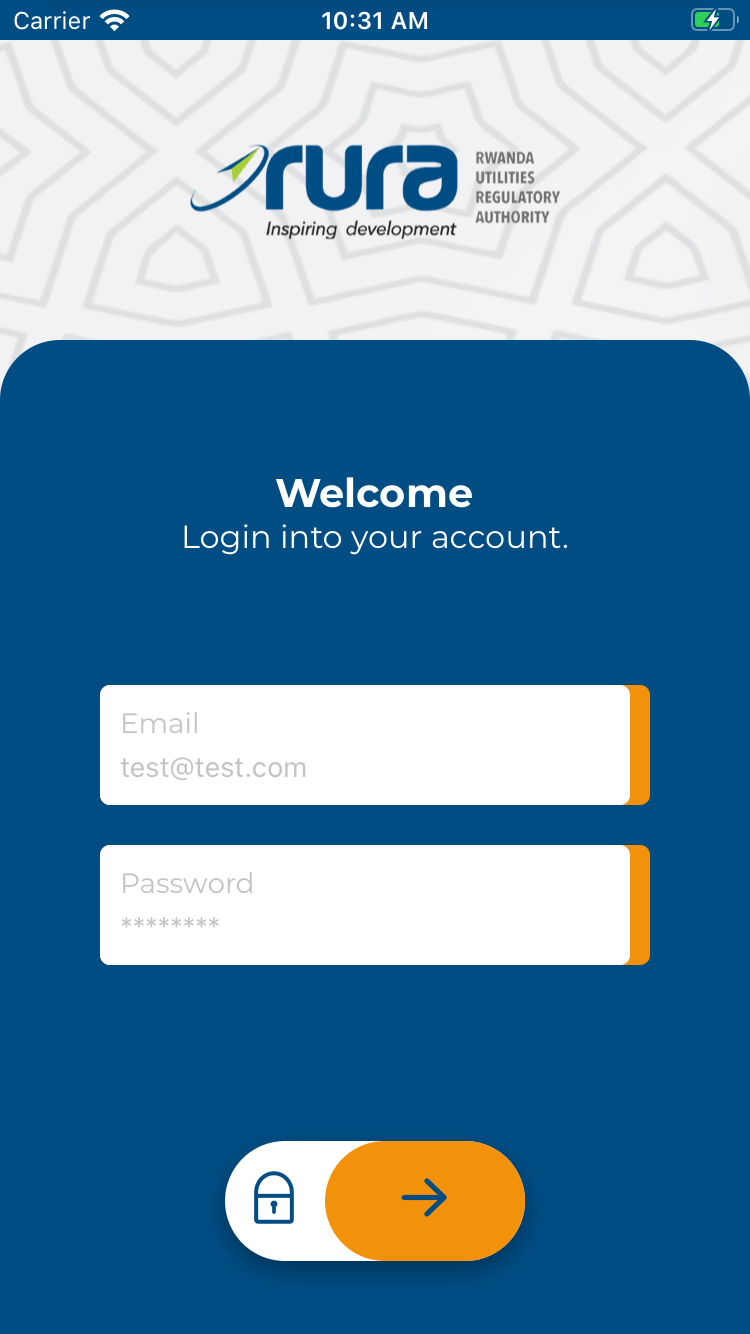 Carrier
10:31 AM
rura
Inspiring development
RWANDA
UTILITIES
REGULATORY
AUTHORITY
Welcome
Login into your account.
Email
test@test.com
Password
********